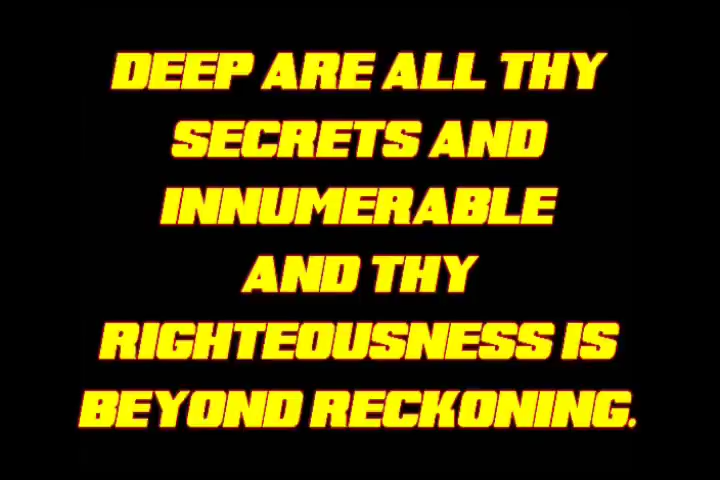 DEEP ARE ALL THY
SECRETS AND
INNUMERABLE
AND THY
RIGHTEOUSNESS IS
BEYOND RECKONING.